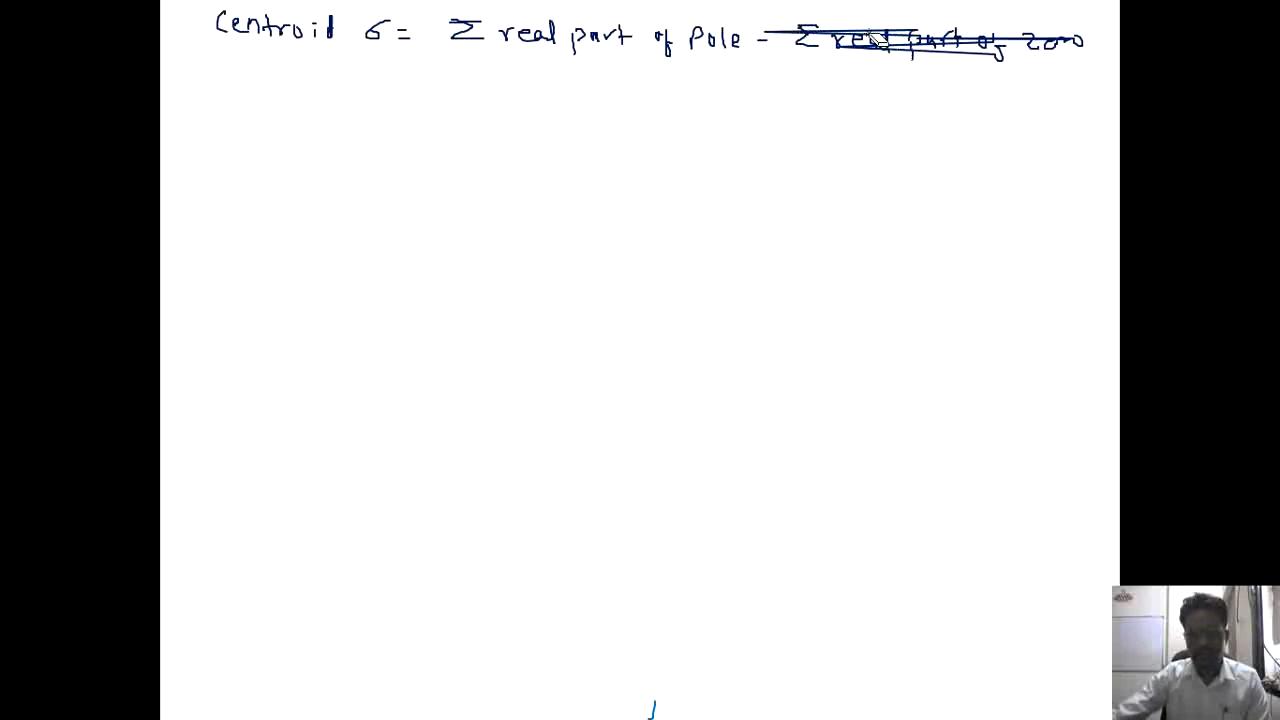 Centroid σ = Σ real part of Pole - Σ real part of zero